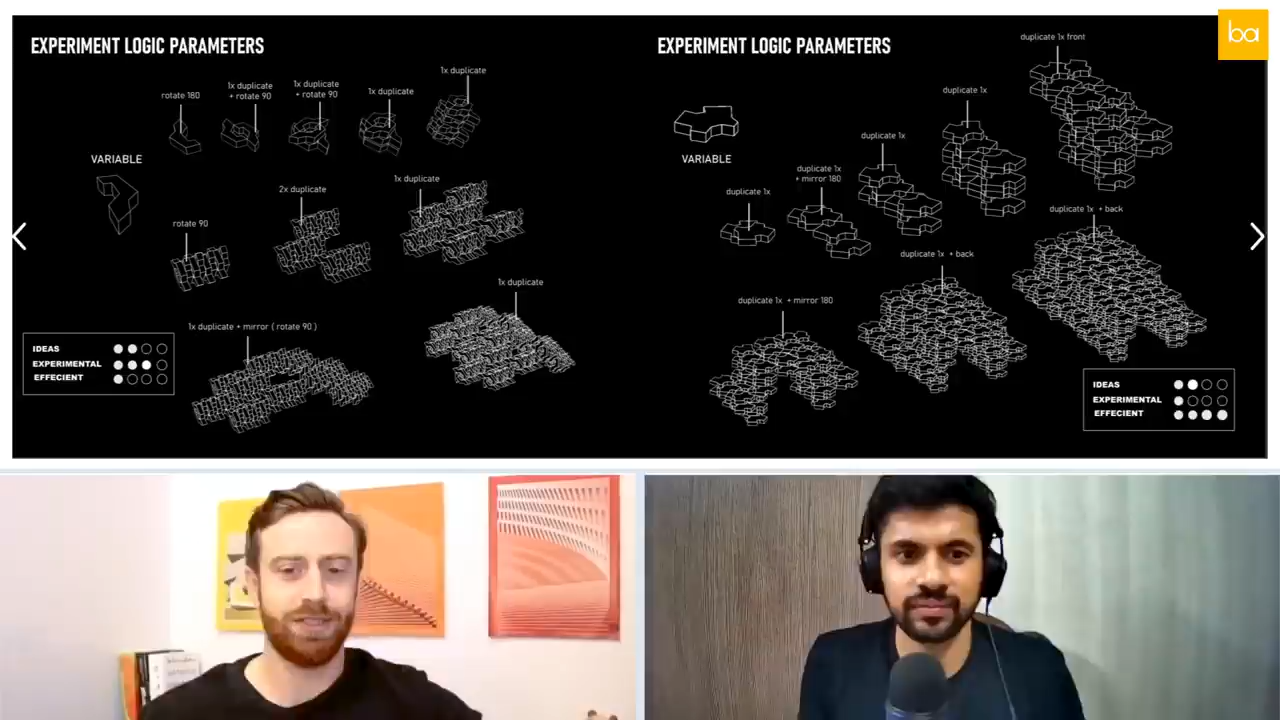 EXPERIMENT LOGIC PARAMETERS
1x duplicate
rotate 180
1x duplicate
+ rotate 90
1x duplicate
+ rotate 90
1x duplicate
VARIABLE
rotate 90
2x duplicate
1x duplicate
1x duplicate
1x duplicate + mirror ( rotate 90 )
IDEAS
EXPERIMENTAL
EFFECIENT
EXPERIMENT LOGIC PARAMETERS
duplicate 1x front
duplicate 1x
duplicate 1x
VARIABLE
duplicate 1x
+ mirror 180
duplicate 1x
duplicate 1x + back
duplicate 1x + back
duplicate 1x + mirror 180
IDEAS
EXPERIMENTAL
EFFECIENT
ba